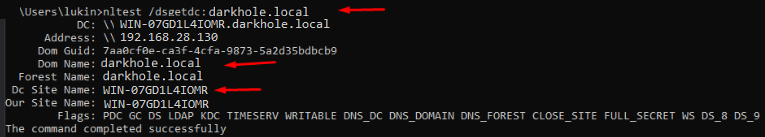 \Users\lukin>nltest /dsgetdc:darkhole.local
DC: \\ WIN-07GD1L4IOMR.darkhole.local
Address: \\ 192.168.28.130
Dom Guid: 7aa0cf0e-ca3f-4cfa-9873-5a2d35bdbcb9
Dom Name: darkhole.local
Forest Name: darkhole.local
Dc Site Name: WIN-07GD1L4IOMR
Our Site Name: WIN-07GD1L4IOMR
Flags: PDC GC DS LDAP KDC TIMESERV WRITABLE DNS_DC DNS_DOMAIN DNS_FOREST CLOSE_SITE FULL_SECRET WS DS_8 DS_9
The command completed successfully